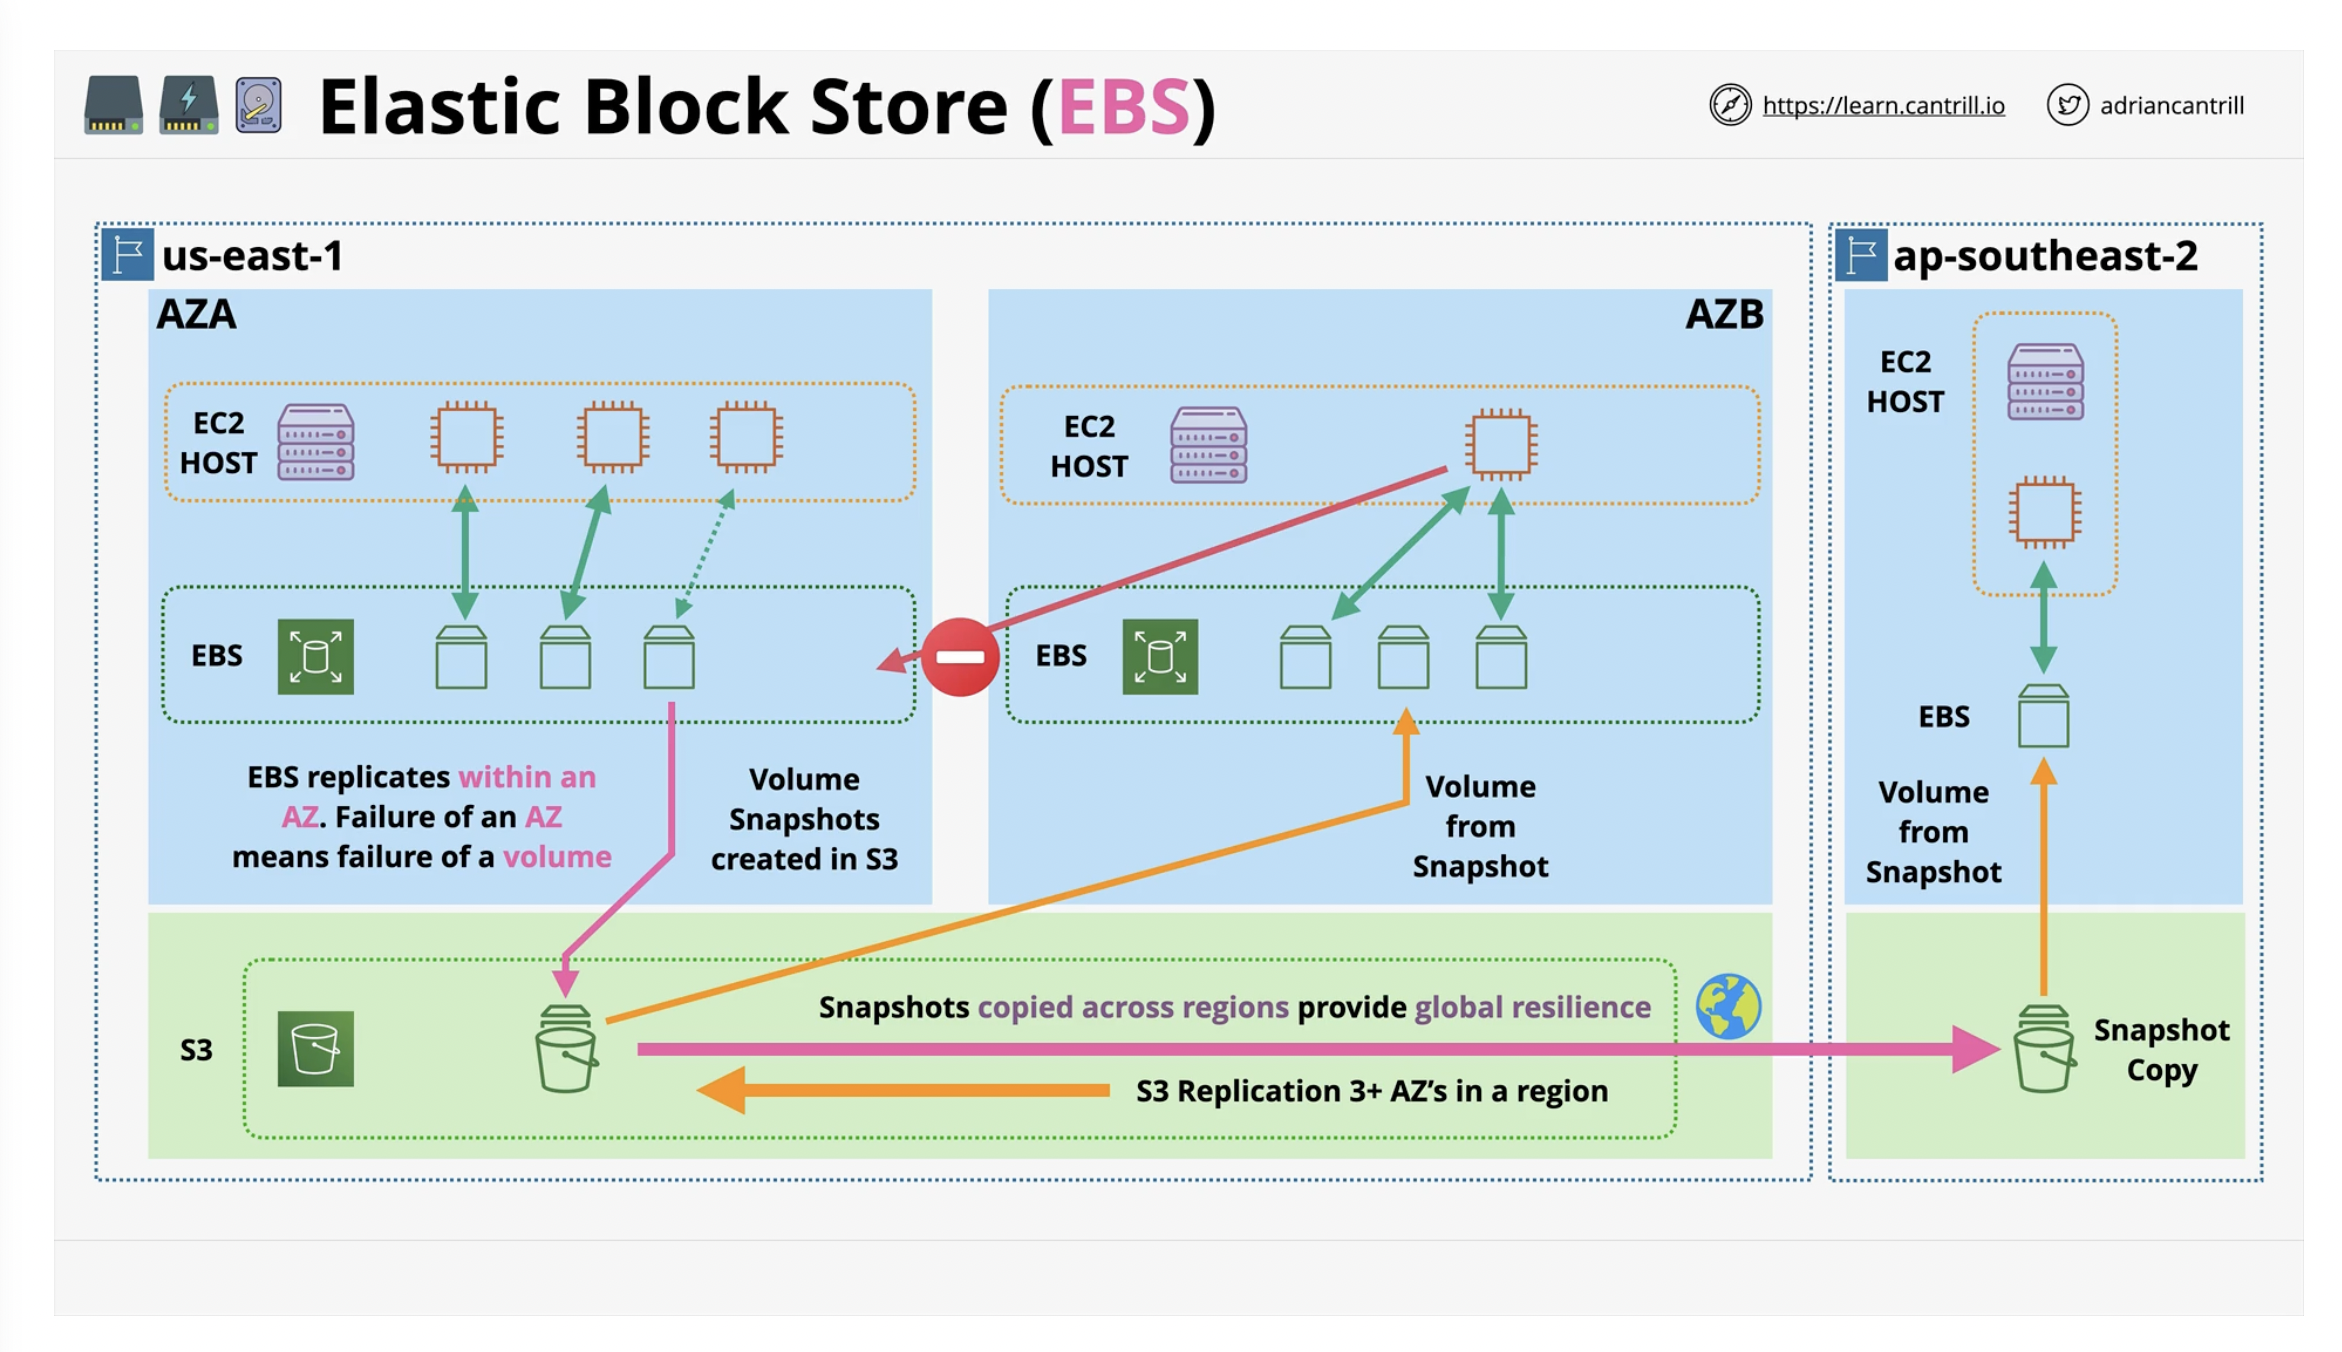 Elastic Block Store (EBS)
https://learn.cantrill.io
adriancantrill
us-east-1
AZA
EC2
HOST
EBS
EBS replicates within an
AZ. Failure of an AZ
means failure of a volume
Volume
Snapshots
created in S3
AZB
EC2
HOST
EBS
Volume
from
Snapshot
S3
Snapshots copied across regions provide global resilience
S3 Replication 3+ AZ’s in a region
ap-southeast-2
EC2
HOST
EBS
Volume
from
Snapshot
Snapshot
Copy